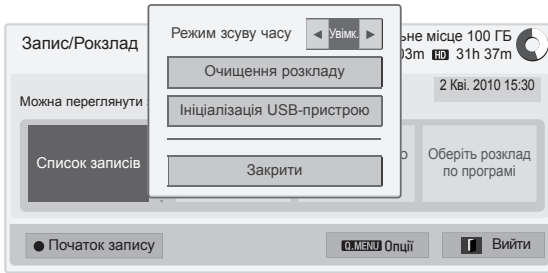 Запис/Рокзлад
ьне місце 100 ГБ
03m HD 31h 37m
2 Кві. 2010 15:30
Можна переглянути
Режим зсуву часу ◄ Увімк. ►
Очищення розкладу
Ініціалізація USB-пристрою
Закрити
Список записів
о
Оберіть розклад
по програмі
● Початок запису
Q.MENU Опції
Вийти